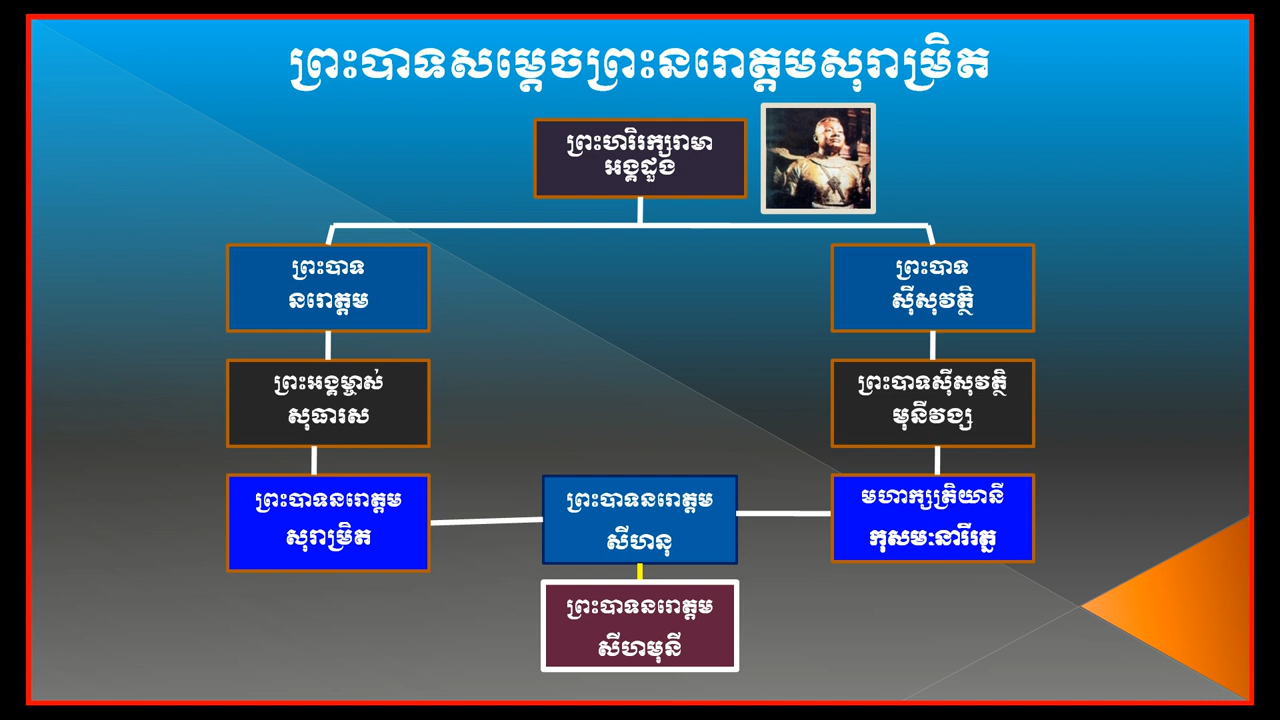 ព្រះបាទសម្ដេចព្រះនរោត្ដមសុរាម្រិត
ព្រះហរិរក្សរាមា
អង្គដួង
ព្រះបាទ
នរោត្តម
ព្រះបាទ
ស៊ីសុវត្ថិ
ព្រះអង្គម្ចាស់
សុធារស
ព្រះបាទស៊ីសុវត្ថិ
មុនីវង្ស
ព្រះបាទនរោត្តម
សុរាម្រិត
ព្រះបាទនរោត្តម
សីហនុ
មហាក្សត្រិយានី
កុសមៈនារីរត្ន
ព្រះបាទនរោត្តម
សីហមុនី